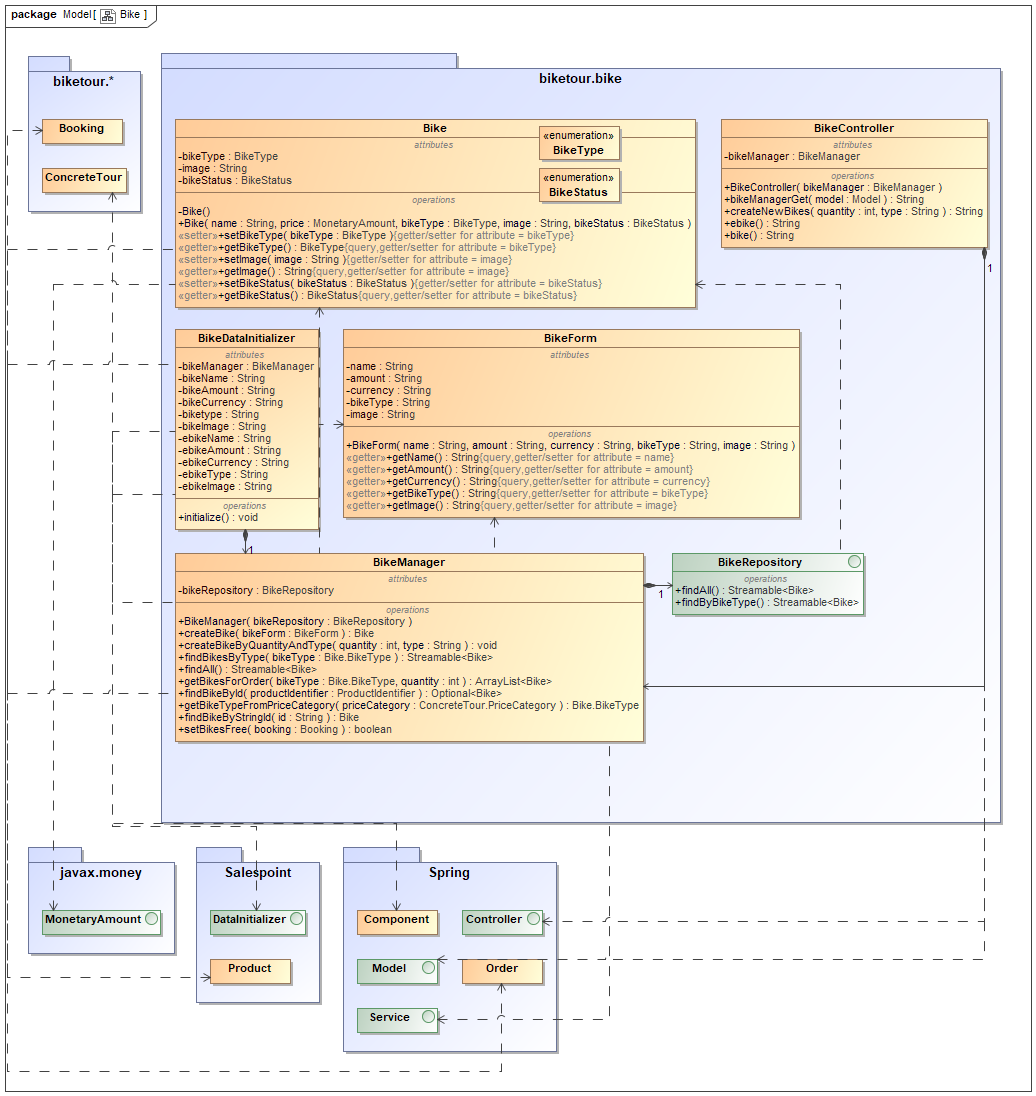 package Model[ Bike ]
biketour.*
Booking
ConcreteTour
biketour.bike
Bike
attributes
-bikeType : BikeType
-image : String
-bikeStatus : BikeStatus
operations
-Bike()
+Bike( name : String, price : MonetaryAmount, bikeType : BikeType, image : String, bikeStatus : BikeStatus )
«setter»+setBikeType( bikeType : BikeType ){getter/setter for attribute = bikeType}
«getter»+getBikeType() : BikeType{query,getter/setter for attribute = bikeType}
«setter»+setImage( image : String ){getter/setter for attribute = image}
«getter»+getImage() : String{query,getter/setter for attribute = image}
«setter»+setBikeStatus( bikeStatus : BikeStatus ){getter/setter for attribute = bikeStatus}
«getter»+getBikeStatus() : BikeStatus{query,getter/setter for attribute = bikeStatus}
«enumeration»
BikeType
«enumeration»
BikeStatus
BikeController
attributes
-bikeManager : BikeManager
operations
+BikeController( bikeManager : BikeManager )
+bikeManagerGet( model : Model ) : String
+createNewBikes( quantity : int, type : String ) : String
+ebike() : String
+bike() : String
1
BikeDataInitializer
attributes
-bikeManager : BikeManager
-bikeName : String
-bikeAmount : String
-bikeCurrency : String
-biketype : String
-bikeImage : String
-ebikeName : String
-ebikeAmount : String
-ebikeCurrency : String
-ebikeType : String
-ebikeImage : String
operations
+initialize() : void
1
BikeForm
attributes
-name : String
-amount : String
-currency : String
-bikeType : String
-image : String
operations
+BikeForm( name : String, amount : String, currency : String, bikeType : String, image : String )
«getter»+getName() : String{query,getter/setter for attribute = name}
«getter»+getAmount() : String{query,getter/setter for attribute = amount}
«getter»+getCurrency() : String{query,getter/setter for attribute = currency}
«getter»+getBikeType() : String{query,getter/setter for attribute = bikeType}
«getter»+getImage() : String{query,getter/setter for attribute = image}
BikeManager
attributes
-bikeRepository : BikeRepository
operations
+BikeManager( bikeRepository : BikeRepository )
+createBike( bikeForm : BikeForm ) : Bike
+createBikeByQuantityAndType( quantity : int, type : String ) : void
+findBikesByType( bikeType : Bike.BikeType ) : Streamable<Bike>
+findAll() : Streamable<Bike>
+getBikesForOrder( bikeType : Bike.BikeType, quantity : int ) : ArrayList<Bike>
+findBikeById( productIdentifier : ProductIdentifier ) : Optional<Bike>
+getBikeTypeFromPriceCategory( priceCategory : ConcreteTour.PriceCategory ) : Bike.BikeType
+findBikeByStringId( id : String ) : Bike
+setBikesFree( booking : Booking ) : boolean
1
BikeRepository
operations
+findAll() : Streamable<Bike>
+findByBikeType() : Streamable<Bike>
javax.money
MonetaryAmount
Salespoint
DataInitializer
Product
Spring
Component
Controller
Model
Order
Service